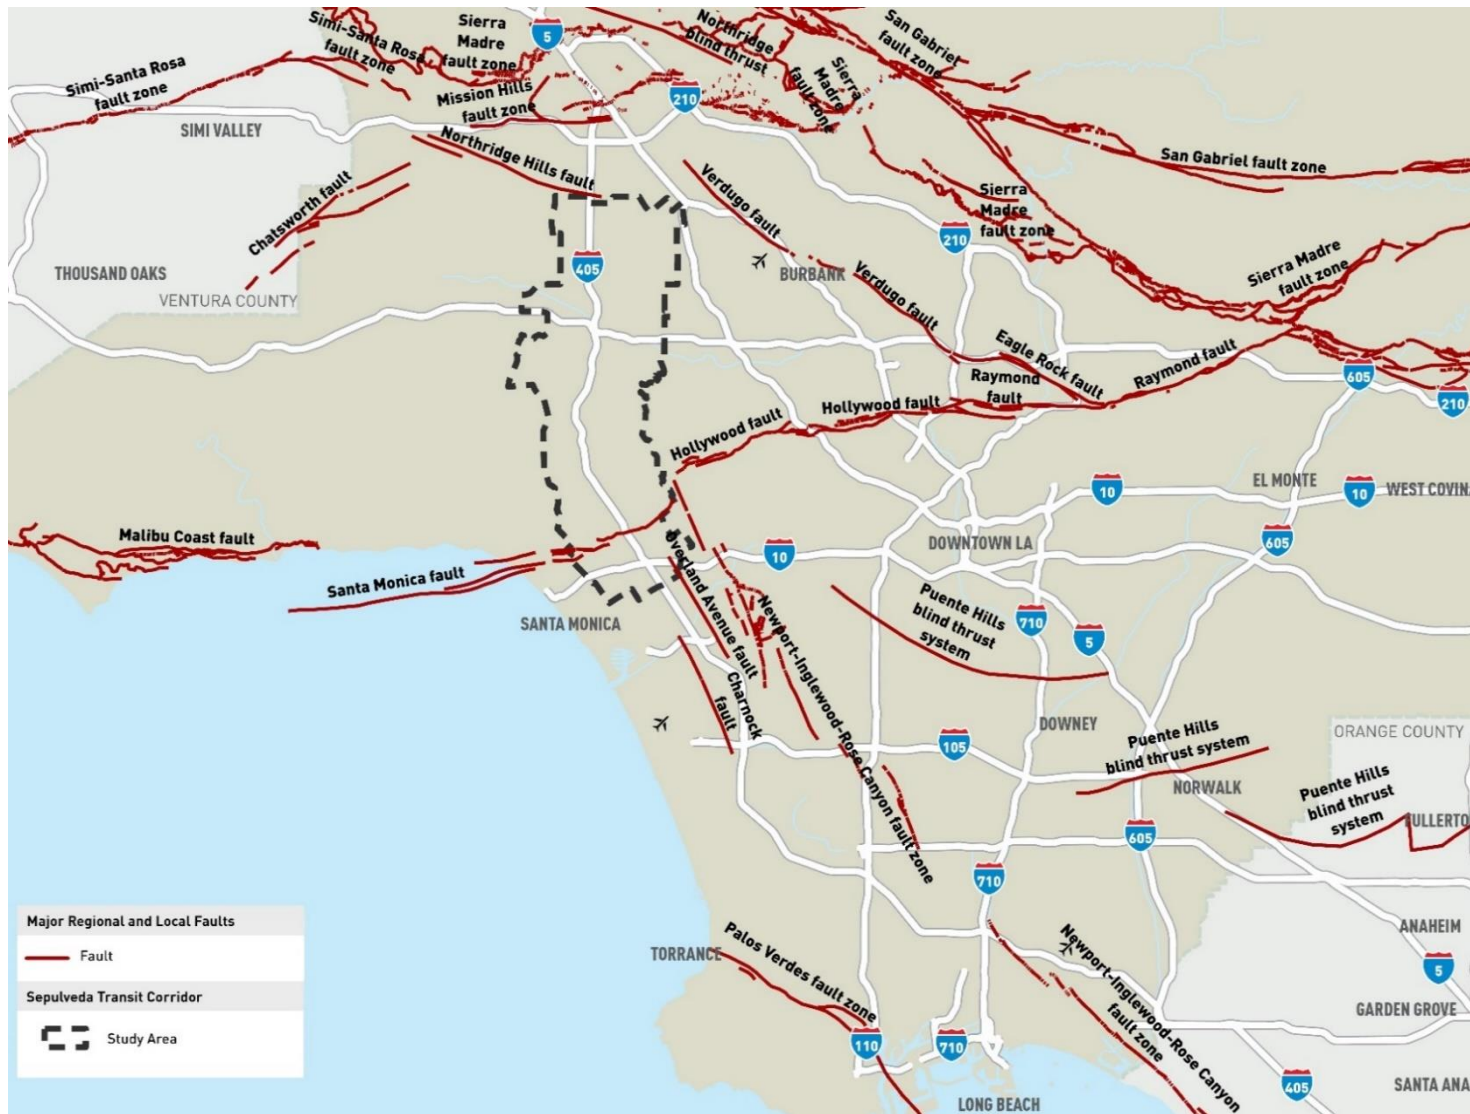 Simi-Santa Rosa
fault zone
Simi-Santa Rosa
fault zone
Sierra
Madre
fault zone
5
Northridge
blind thrust
San Gabriel
fault zone
Sierra
Madre
fault zone
Mission Hills
fault zone
210
SIMI VALLEY
Northridge Hills fault
San Gabriel fault zone
Chatsworth fault
Verdugo fault
Sierra
Madre
fault zone
210
405
THOUSAND OAKS
BURBANK
Sierra Madre
fault zone
VENTURA COUNTY
Verdugo fault
Eagle Rock fault
Raymond fault
Raymond
fault
605
210
Hollywood fault
Hollywood fault
EL MONTE
10
10
WEST COVIN
Malibu Coast fault
605
DOWNTOWN LA
10
Santa Monica fault
Overland Avenue fault
Puente Hills
blind thrust
system
710
5
SANTA MONICA
Newport-Inglewood-Rose Canyon fault zone
Charnock
fault
DOWNEY
105
Puente Hills
blind thrust system
ORANGE COUNTY
NORWALK
Puente Hills
blind thrust
system
FULLERTO
605
710
Major Regional and Local Faults
Fault
Sepulveda Transit Corridor
Study Area
TORRANCE
Palos Verdes fault zone
Newport-Inglewood-Rose Canyon
fault zone
ANAHEIM
5
GARDEN GROVE
110
710
405
SANTA ANA
LONG BEACH